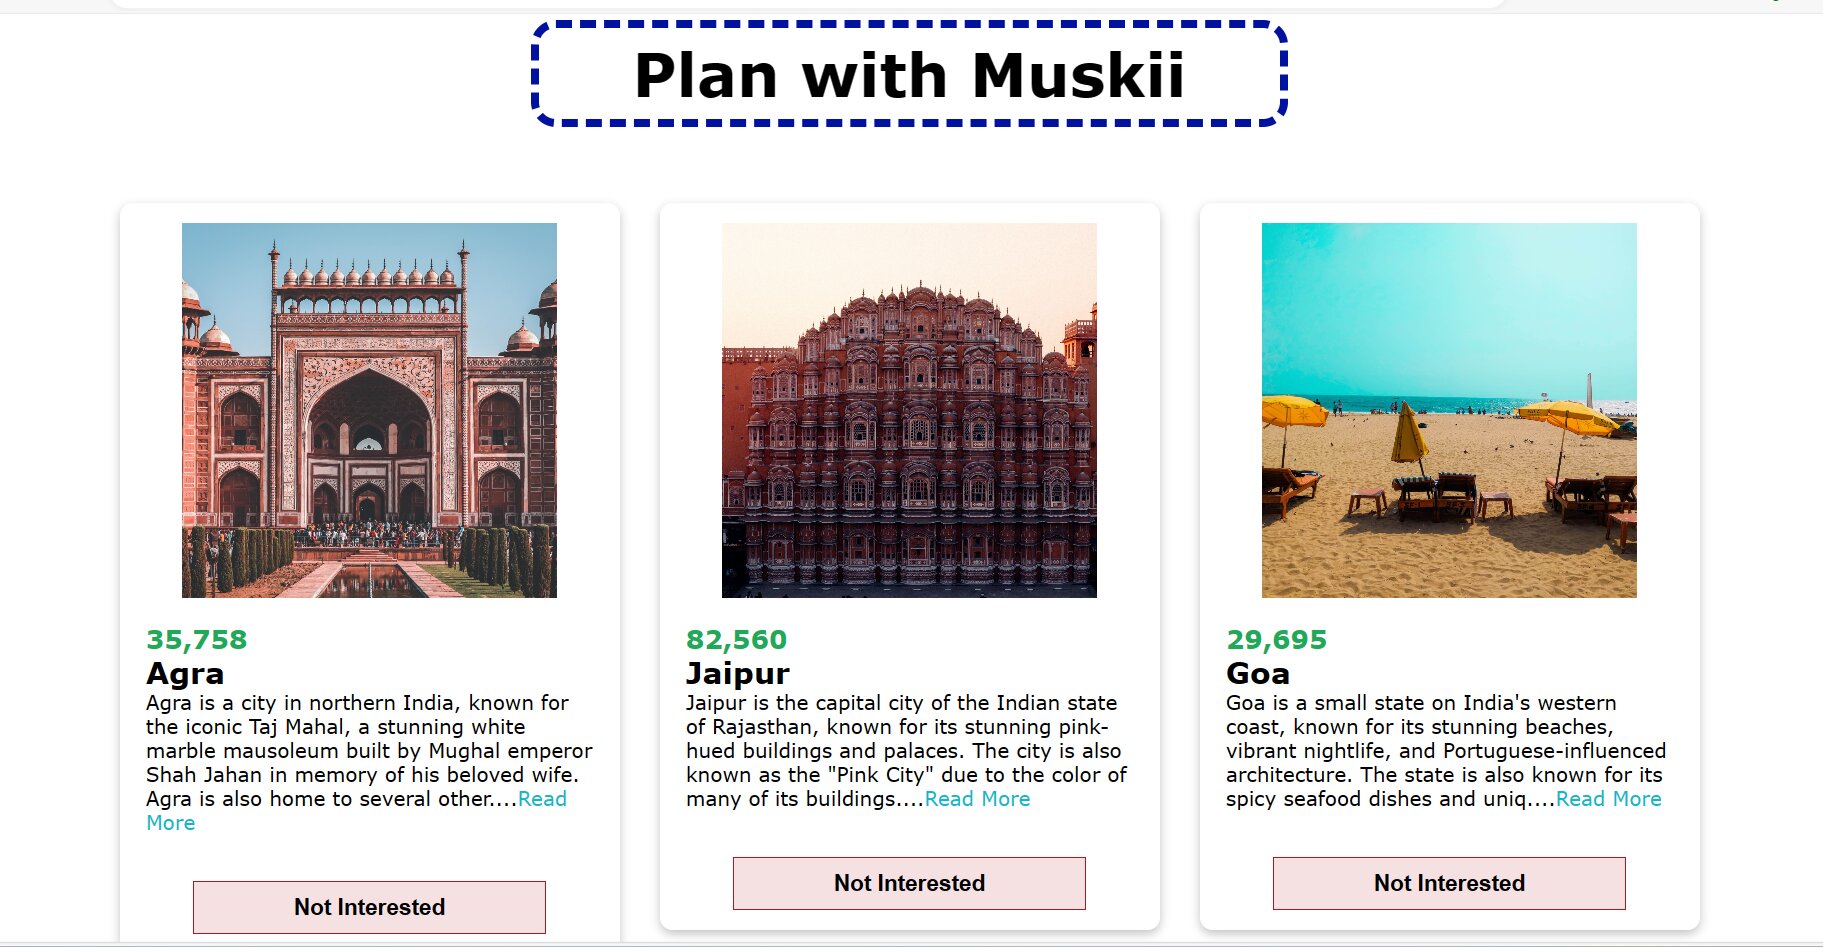 Plan with Muskii
35,758
Agra
Agra is a city in northern India, known for
the iconic Taj Mahal, a stunning white
marble mausoleum built by Mughal emperor
Shah Jahan in memory of his beloved wife.
Agra is also home to several other....Read
More
Not Interested
82,560
Jaipur
Jaipur is the capital city of the Indian state
of Rajasthan, known for its stunning pink-
hued buildings and palaces. The city is also
known as the "Pink City" due to the color of
many of its buildings....Read More
Not Interested
29,695
Goa
Goa is a small state on India's western
coast, known for its stunning beaches,
vibrant nightlife, and Portuguese-influenced
architecture. The state is also known for its
spicy seafood dishes and uniq....Read More
Not Interested